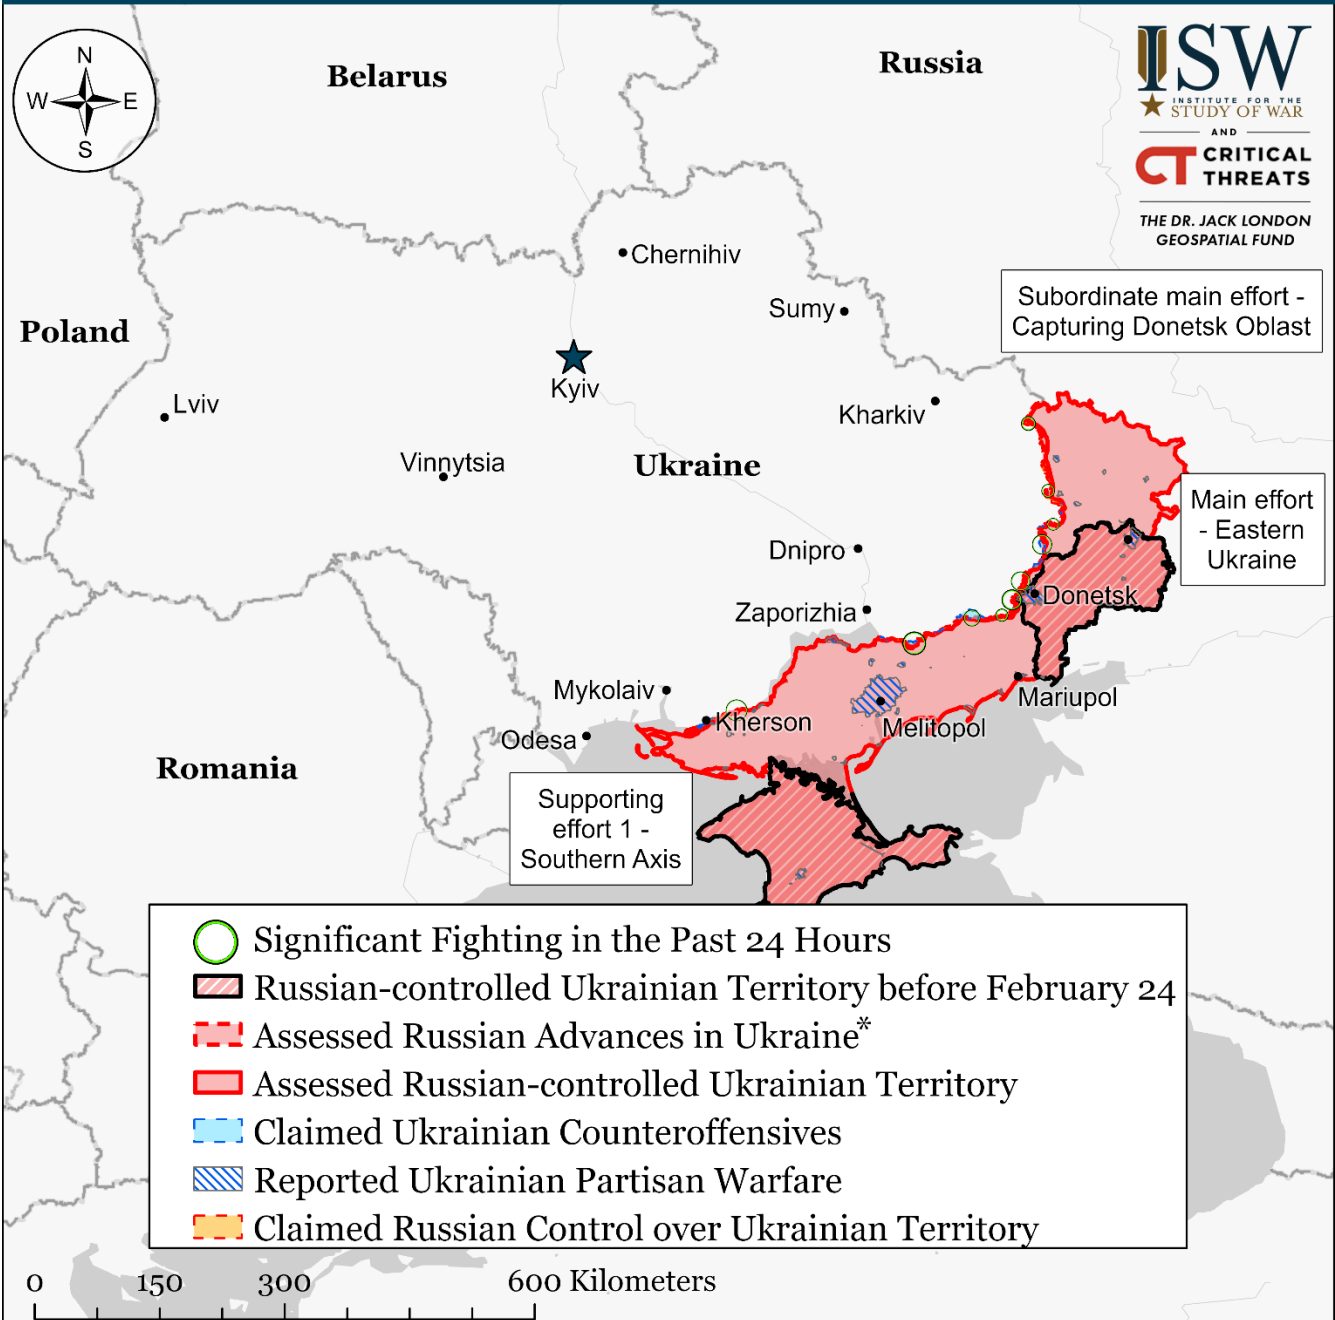 N
W
E
S
Belarus
Russia
ISW
INSTITUTE FOR THE
STUDY OF WAR
AND
CT CRITICAL
THREATS
THE DR. JACK LONDON
GEOSPATIAL FUND
Chernihiv
Subordinate main effort -
Capturing Donetsk Oblast
Sumy
Poland
Kyiv
Lviv
Kharkiv
Vinnytsia
Ukraine
Main effort
- Eastern
Ukraine
Dnipro
Donetsk
Zaporizhia
Mykolaiv
Mariupol
Kherson
Melitopol
Odesa
Romania
Supporting
effort 1 -
Southern Axis
Significant Fighting in the Past 24 Hours
Russian-controlled Ukrainian Territory before February 24
Assessed Russian Advances in Ukraine*
Assessed Russian-controlled Ukrainian Territory
Claimed Ukrainian Counteroffensives
Reported Ukrainian Partisan Warfare
Claimed Russian Control over Ukrainian Territory
0 150 300 600 Kilometers